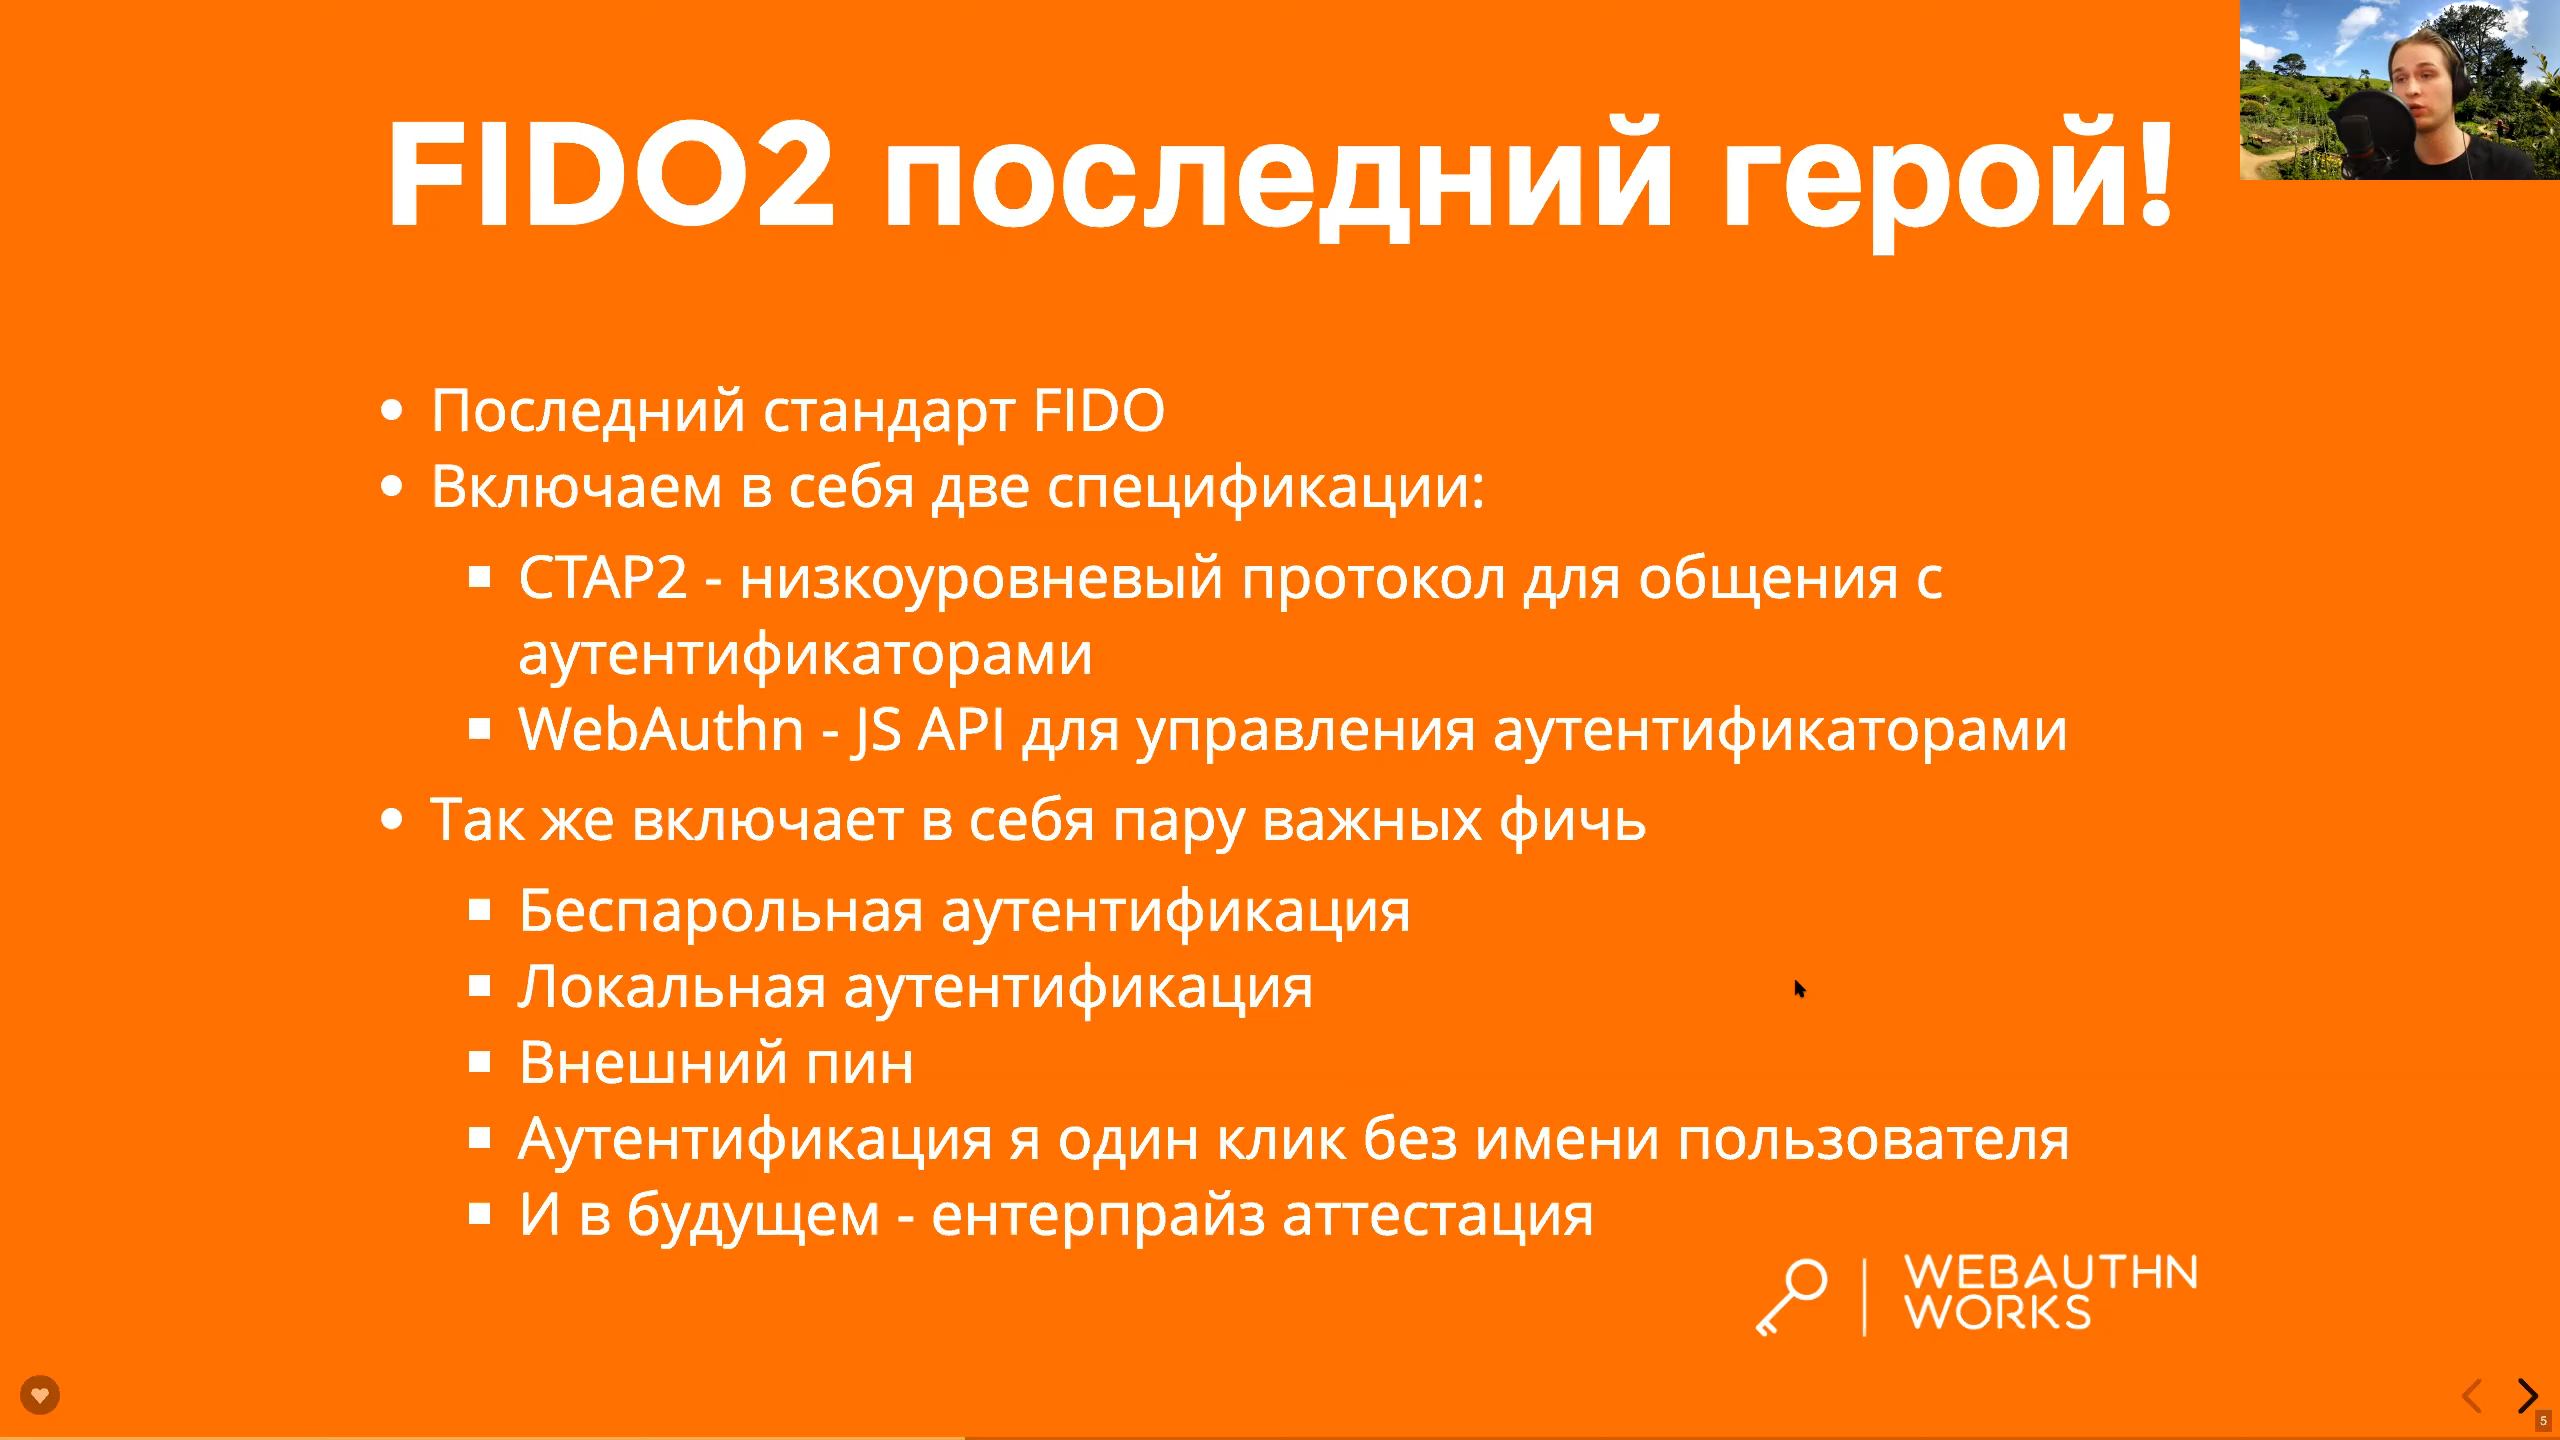 FIDO2 последний герой!
Последний стандарт FIDO
Включаем в себя две спецификации:
CTAP2 - низкоуровневый протокол для общения с
аутентификаторами
WebAuthn - JS API для управления аутентификаторами
Так же включает в себя пару важных фичь
Беспарольная аутентификация
Локальная аутентификация
Внешний пин
Аутентификация я один клик без имени пользователя
И в будущем - ентерпрайз аттестация
WEBAUTHN
WORKS
5